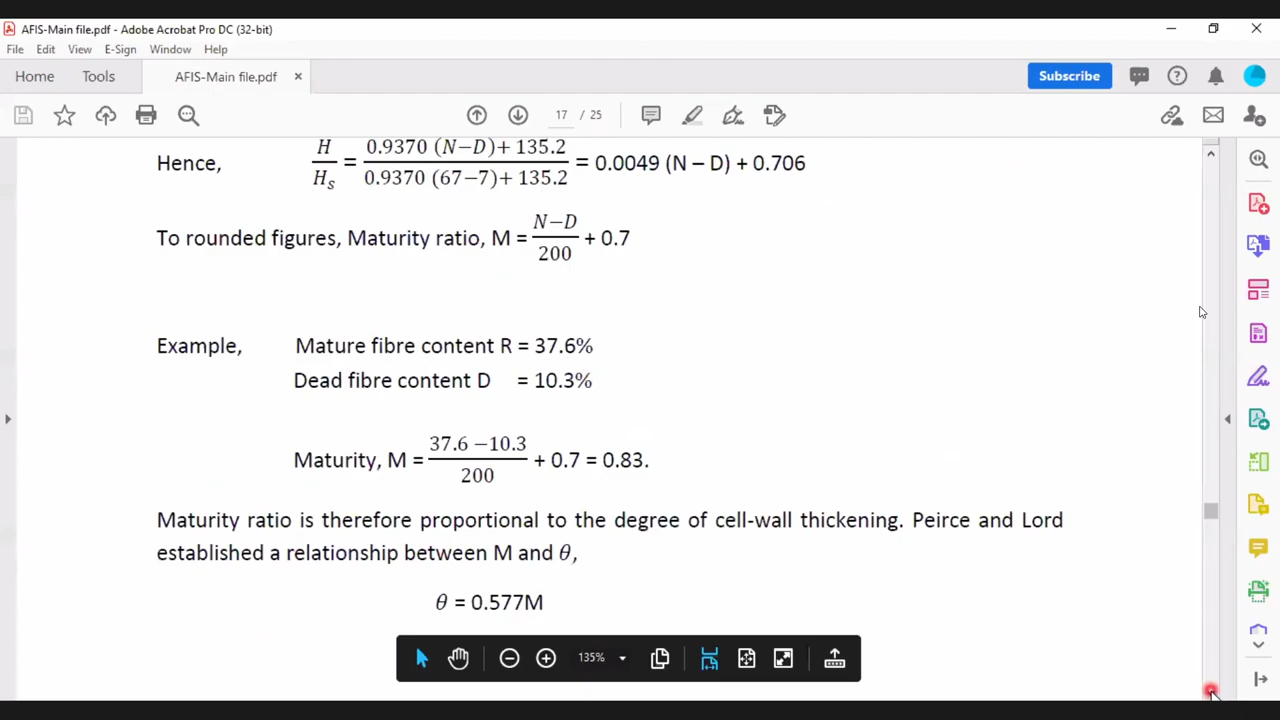 AFIS-Main file.pdf - Adobe Acrobat Pro DC (32-bit)
File Edit View E-Sign Window Help
Home Tools AFIS-Main file.pdf × Subscribe
17 / 25
Hence, H/Hₛ = 0.9370 (N−D)+ 135.2 / 0.9370 (67−7)+ 135.2 = 0.0049 (N – D) + 0.706
To rounded figures, Maturity ratio, M = N−D / 200 + 0.7
Example, Mature fibre content R = 37.6%
Dead fibre content D = 10.3%
Maturity, M = 37.6 −10.3 / 200 + 0.7 = 0.83.
Maturity ratio is therefore proportional to the degree of cell-wall thickening. Peirce and Lord
established a relationship between M and θ,
θ = 0.577M
135%